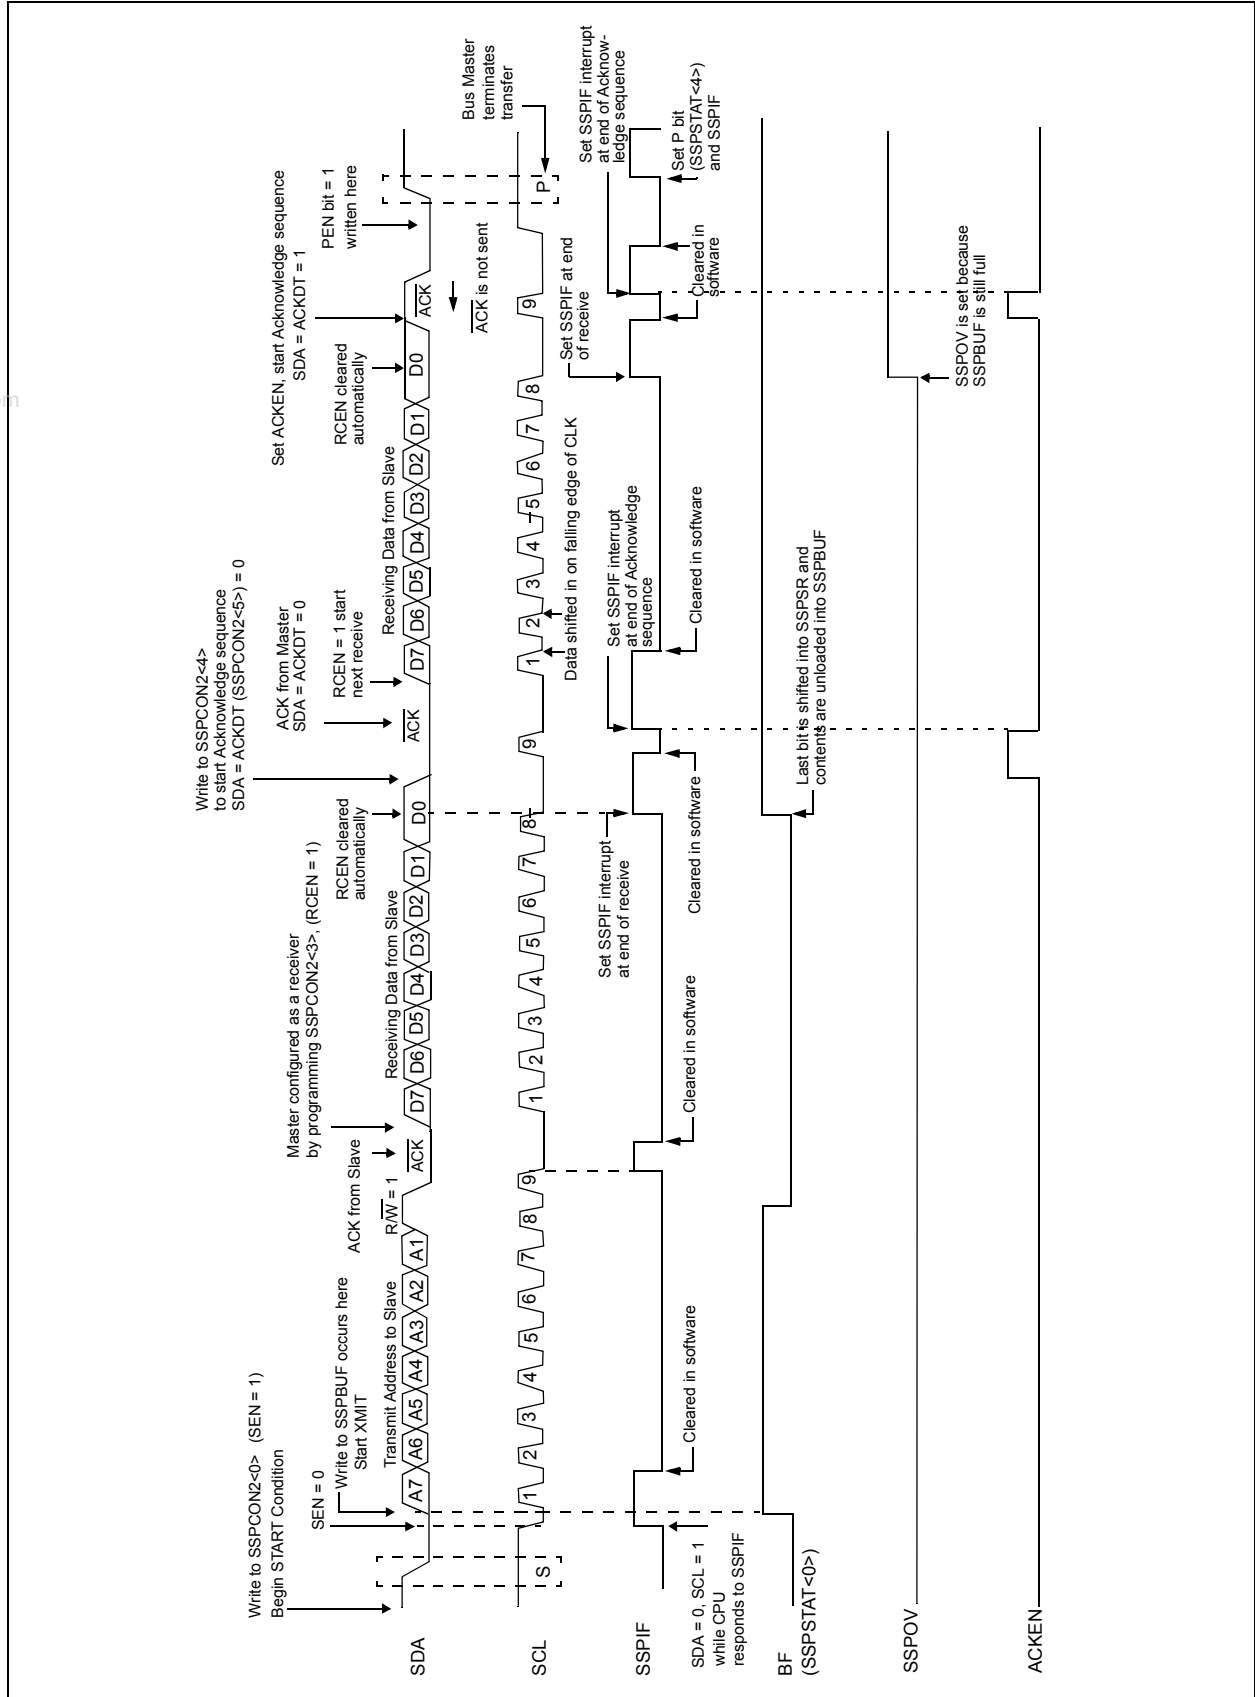 Write to SSPCON2<0> (SEN = 1)
Begin START Condition
SEN = 0
Write to SSPBUF occurs here
Start XMIT
Transmit Address to Slave
R/W = 1
ACK from Slave
Master configured as a receiver
by programming SSPCON2<3>, (RCEN = 1)
Receiving Data from Slave
RCEN cleared
automatically
Write to SSPCON2<4>
to start Acknowledge sequence
SDA = ACKDT (SSPCON2<5>) = 0
ACK from Master
SDA = ACKDT = 0
RCEN = 1 start
next receive
Receiving Data from Slave
RCEN cleared
automatically
Set ACKEN, start Acknowledge sequence
SDA = ACKDT = 1
PEN bit = 1
written here
SDA
A7 A6 A5 A4 A3 A2 A1
ACK
D7 D6 D5 D4 D3 D2 D1 D0
ACK
D7 D6 D5 D4 D3 D2 D1 D0
ACK
ACK is not sent
Bus Master
terminates
transfer
SCL
S
1 2 3 4 5 6 7 8 9
1 2 3 4 5 6 7 8 9
1 2 3 4 5 6 7 8 9
P
Data shifted in on falling edge of CLK
Set SSPIF interrupt
at end of receive
Set SSPIF interrupt
at end of Acknowledge
sequence
Set SSPIF at end
of receive
Set SSPIF interrupt
at end of Acknow-
ledge sequence
SSPIF
SDA = 0, SCL = 1
while CPU
responds to SSPIF
Cleared in software
Cleared in software
Cleared in software
Cleared in software
Cleared in software
Cleared in
software
Set P bit
(SSPSTAT<4>)
and SSPIF
BF
(SSPSTAT<0>)
Last bit is shifted into SSPSR and
contents are unloaded into SSPBUF
SSPOV
SSPOV is set because
SSPBUF is still full
ACKEN
om